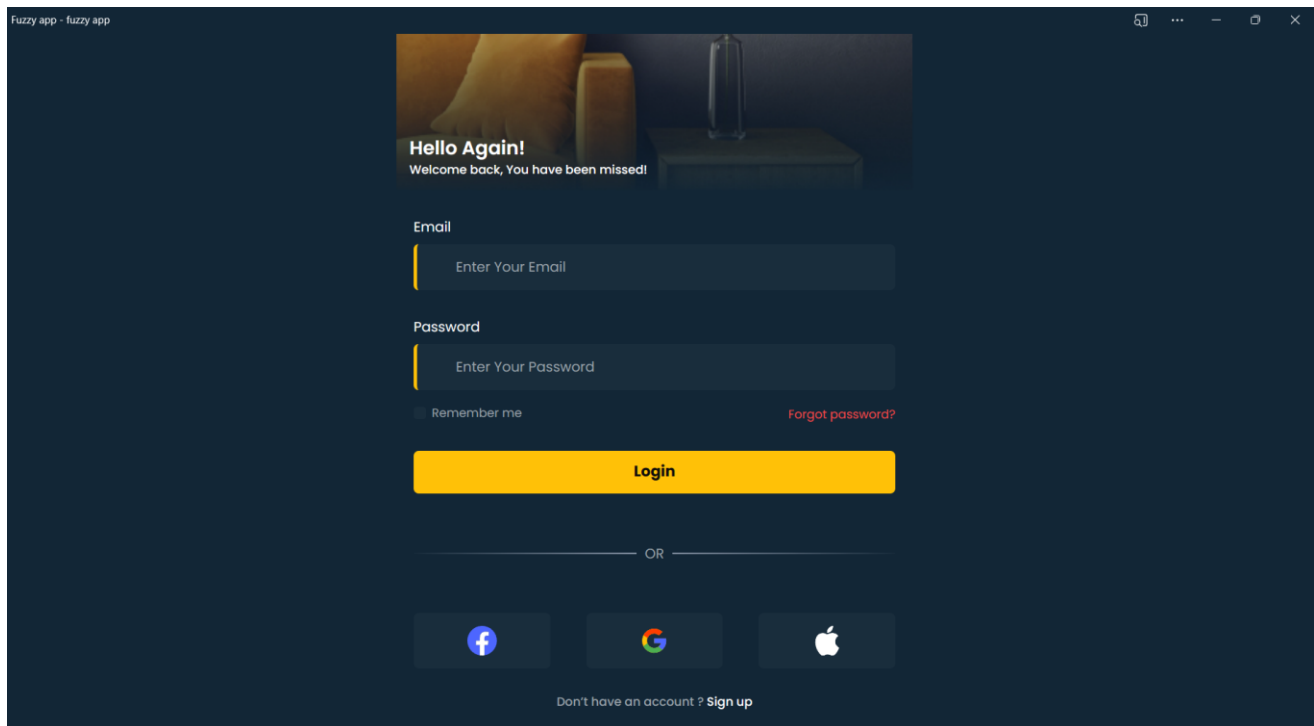 Fuzzy app - fuzzy app
Hello Again!
Welcome back, You have been missed!
Email
Enter Your Email
Password
Enter Your Password
Remember me
Forgot password?
Login
OR
Don't have an account ? Sign up